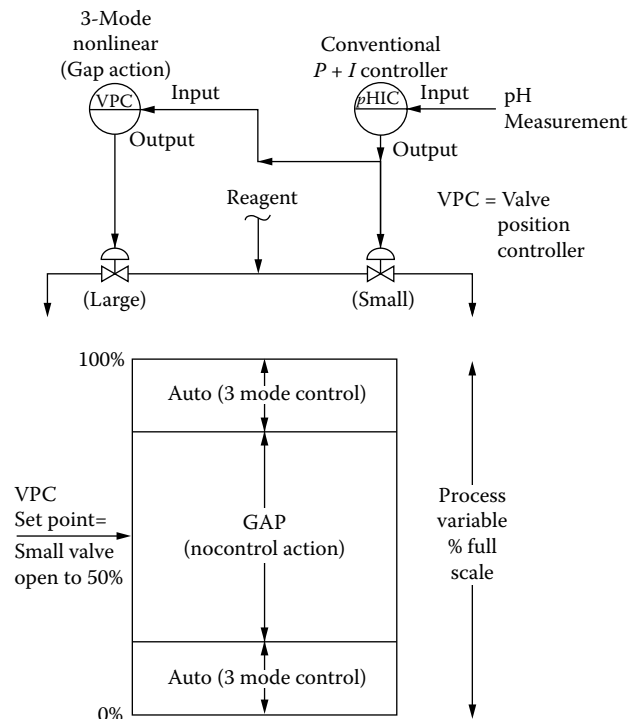 3-Mode
nonlinear
(Gap action)
Conventional
P + I controller
VPC
Input
pHIC
Input
pH
Measurement
Output
Output
Reagent
VPC = Valve
position
controller
(Large)
(Small)
100%
Auto (3 mode control)
VPC
Set point=
Small valve
open to 50%
GAP
(nocontrol action)
Process
variable
% full
scale
Auto (3 mode control)
0%